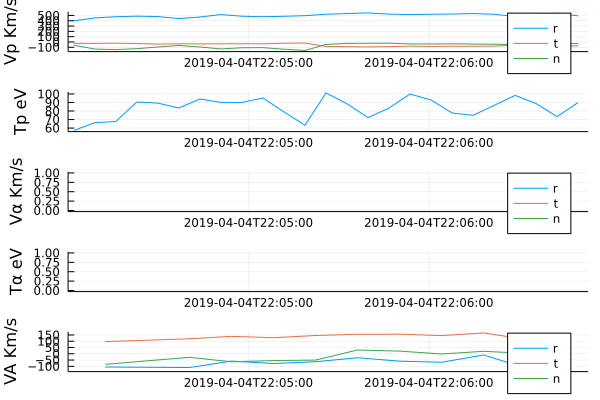 Vp Km/s
500
400
300
200
100
0
−100
2019-04-04T22:05:00
2019-04-04T22:06:00
r
t
n
Tp eV
100
90
80
70
60
2019-04-04T22:05:00
2019-04-04T22:06:00
Vα Km/s
1.00
0.75
0.50
0.25
0.00
2019-04-04T22:05:00
2019-04-04T22:06:00
r
t
n
Tα eV
1.00
0.75
0.50
0.25
0.00
2019-04-04T22:05:00
2019-04-04T22:06:00
VA Km/s
150
100
50
0
−50
−100
2019-04-04T22:05:00
2019-04-04T22:06:00
r
t
n